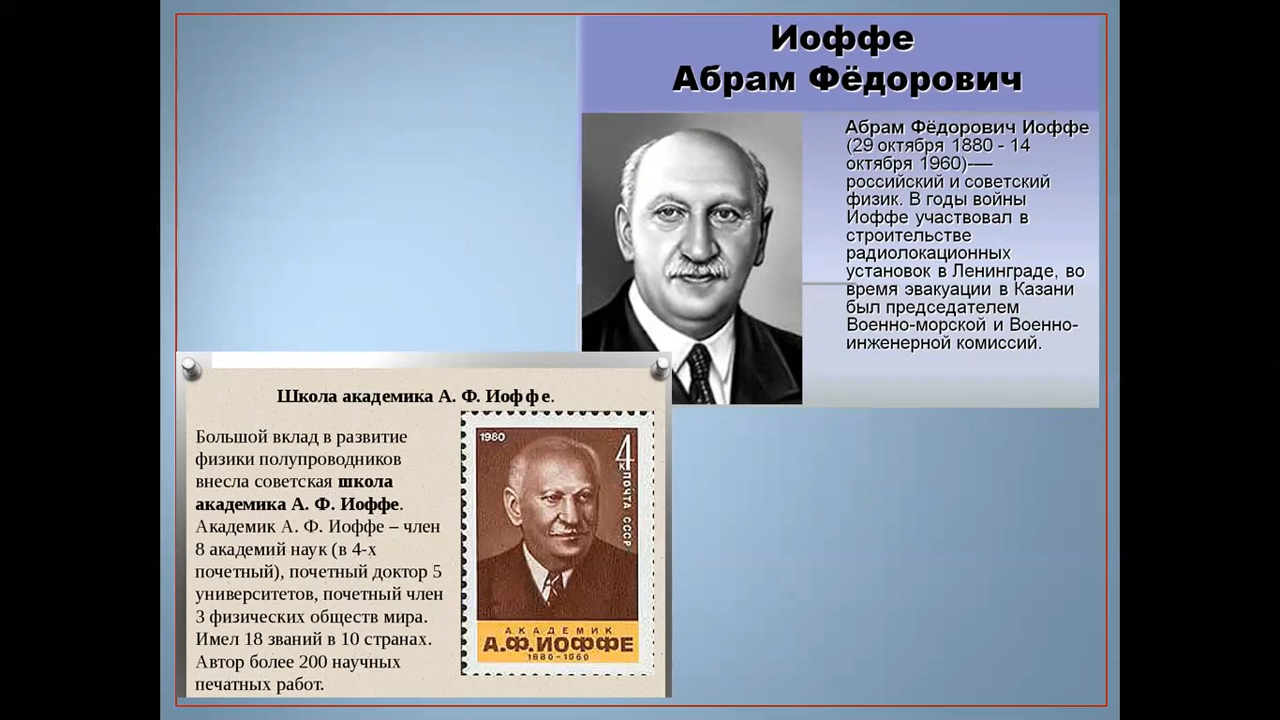 Иоффе
Абрам Фёдорович
Абрам Фёдорович Иоффе
(29 октября 1880 - 14
октября 1960)-—
российский и советский
физик. В годы войны
Иоффе участвовал в
строительстве
радиолокационных
установок в Ленинграде, во
время эвакуации в Казани
был председателем
Военно-морской и Военно-
инженерной комиссий.
Школа академика А. Ф. Иоффе.
Большой вклад в развитие
физики полупроводников
внесла советская школа
академика А. Ф. Иоффе.
Академик А. Ф. Иоффе – член
8 академий наук (в 4-х
почетный), почетный доктор 5
университетов, почетный член
3 физических обществ мира.
Имел 18 званий в 10 странах.
Автор более 200 научных
печатных работ.
1980
4
к
ПОЧТА СССР
АКАДЕМИК
А.Ф.ИОФФЕ
1880-1960